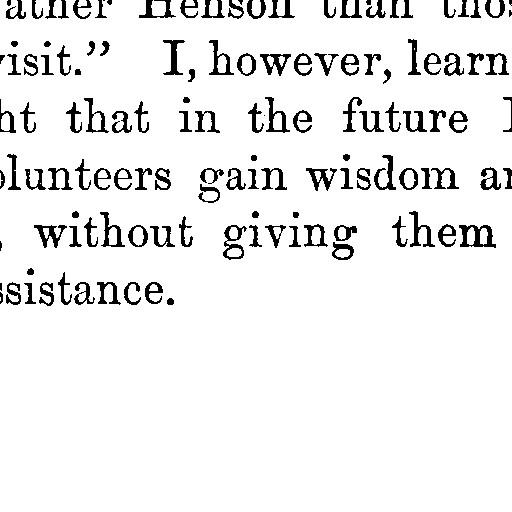 ather Henson than thos
visit.” I, however, learn
ht that in the future I
olunteers gain wisdom an
, without giving them
ssistance.